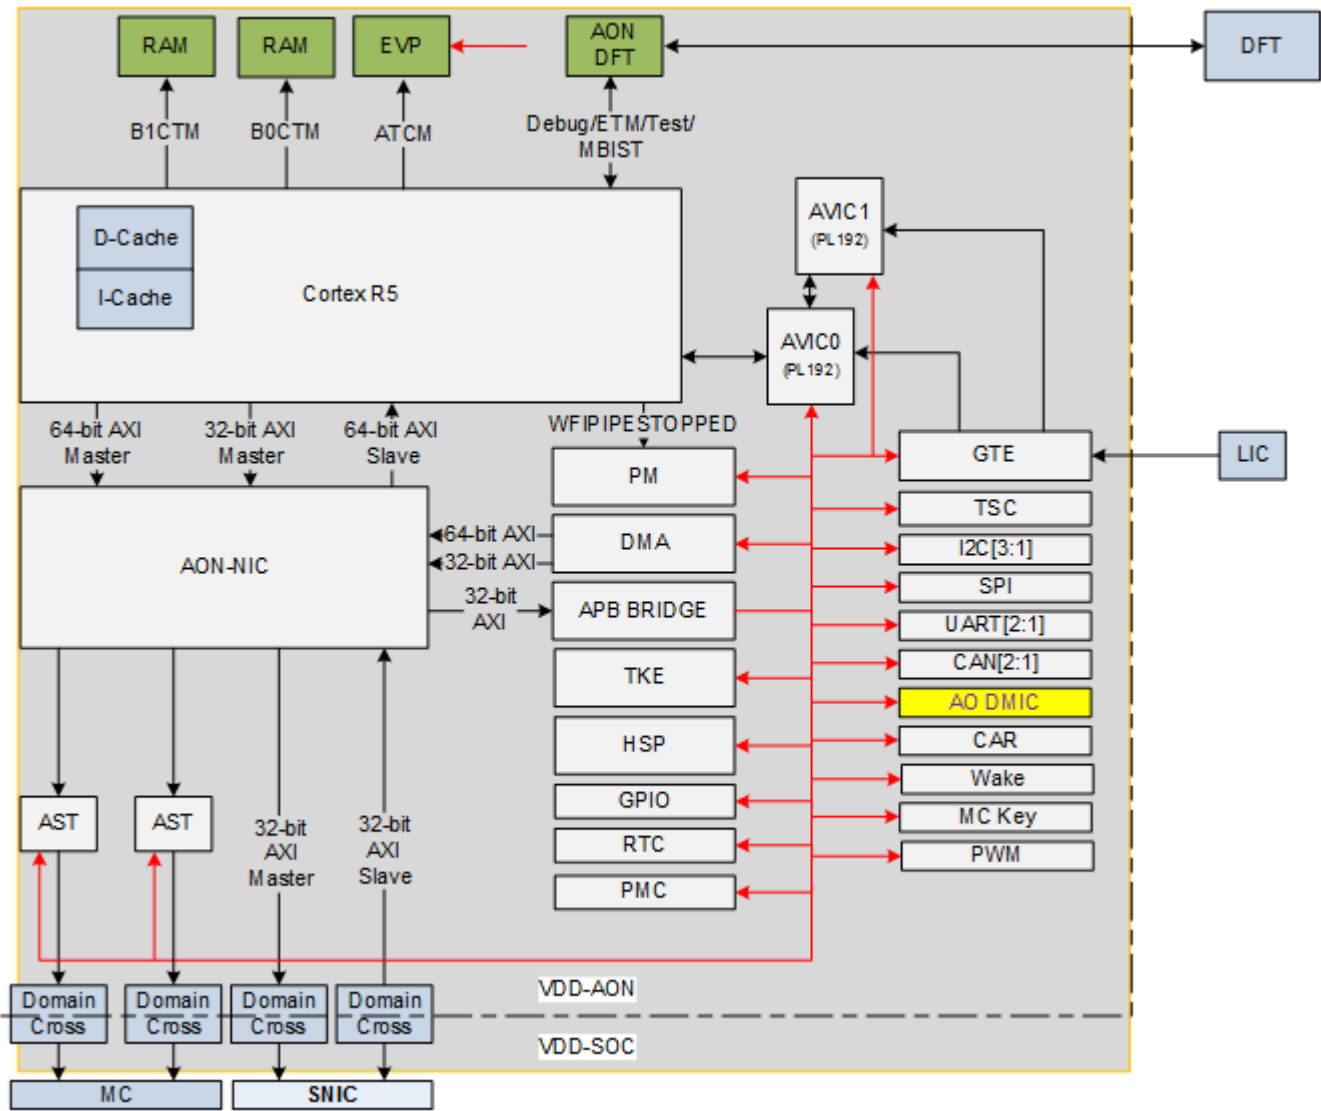 RAM
RAM
EVP
AON
DFT
DFT
B1CTM
B0CTM
ATCM
Debug/ETM/Test/
MBIST
D-Cache
I-Cache
Cortex R5
AVIC1
(PL192)
AVIC0
(PL192)
64-bit AXI
Master
32-bit AXI
Master
64-bit AXI
Slave
WFIPIPESTOPPED
GTE
LIC
PM
TSC
64-bit AXI
DMA
I2C[3:1]
AON-NIC
32-bit AXI
SPI
32-bit
AXI
APB BRIDGE
UART[2:1]
TKE
CAN[2:1]
AO DMIC
HSP
CAR
Wake
GPIO
MC Key
AST
AST
32-bit
AXI
Master
32-bit
AXI
Slave
RTC
PWM
PMC
Domain
Cross
Domain
Cross
Domain
Cross
Domain
Cross
VDD-AON
VDD-SOC
MC
SNIC